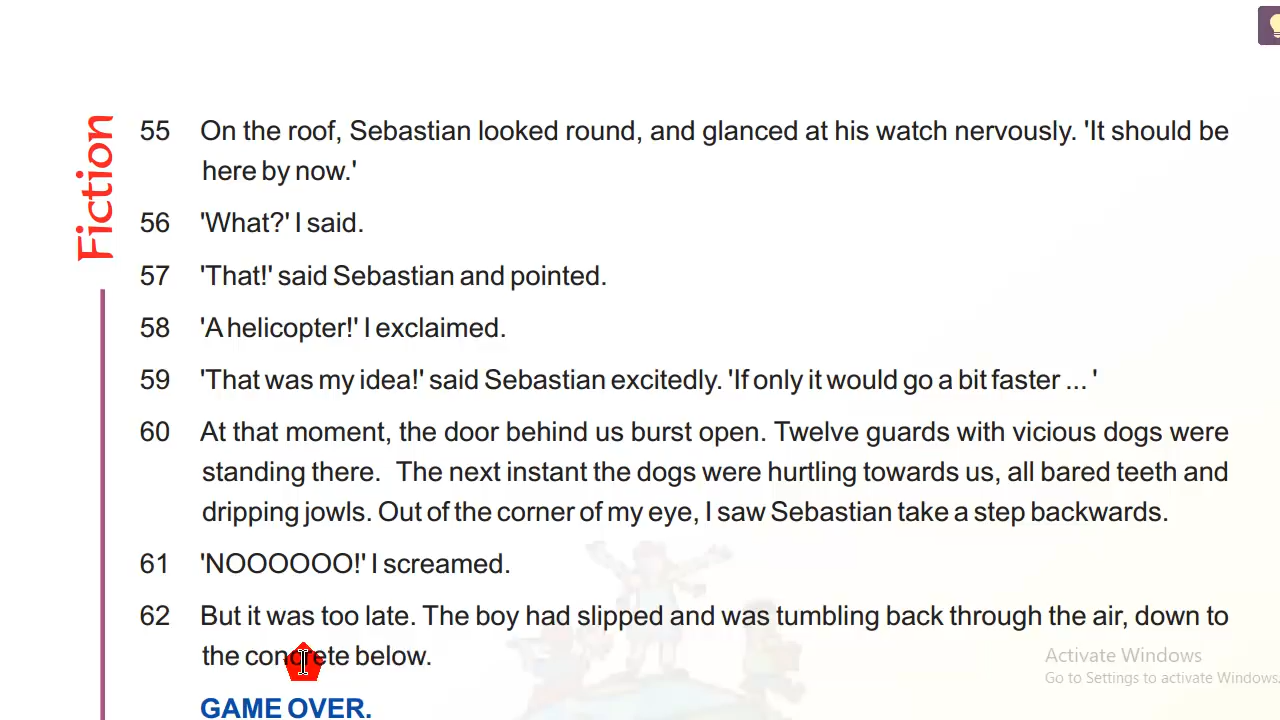 Fiction
55 On the roof, Sebastian looked round, and glanced at his watch nervously. 'It should be
here by now.'
56 'What?' I said.
57 'That!' said Sebastian and pointed.
58 'A helicopter!' I exclaimed.
59 'That was my idea!' said Sebastian excitedly. 'If only it would go a bit faster ... '
60 At that moment, the door behind us burst open. Twelve guards with vicious dogs were
standing there. The next instant the dogs were hurtling towards us, all bared teeth and
dripping jowls. Out of the corner of my eye, I saw Sebastian take a step backwards.
61 'NOOOOOO!' I screamed.
62 But it was too late. The boy had slipped and was tumbling back through the air, down to
the concrete below.
GAME OVER.
Activate Windows
Go to Settings to activate Windows.